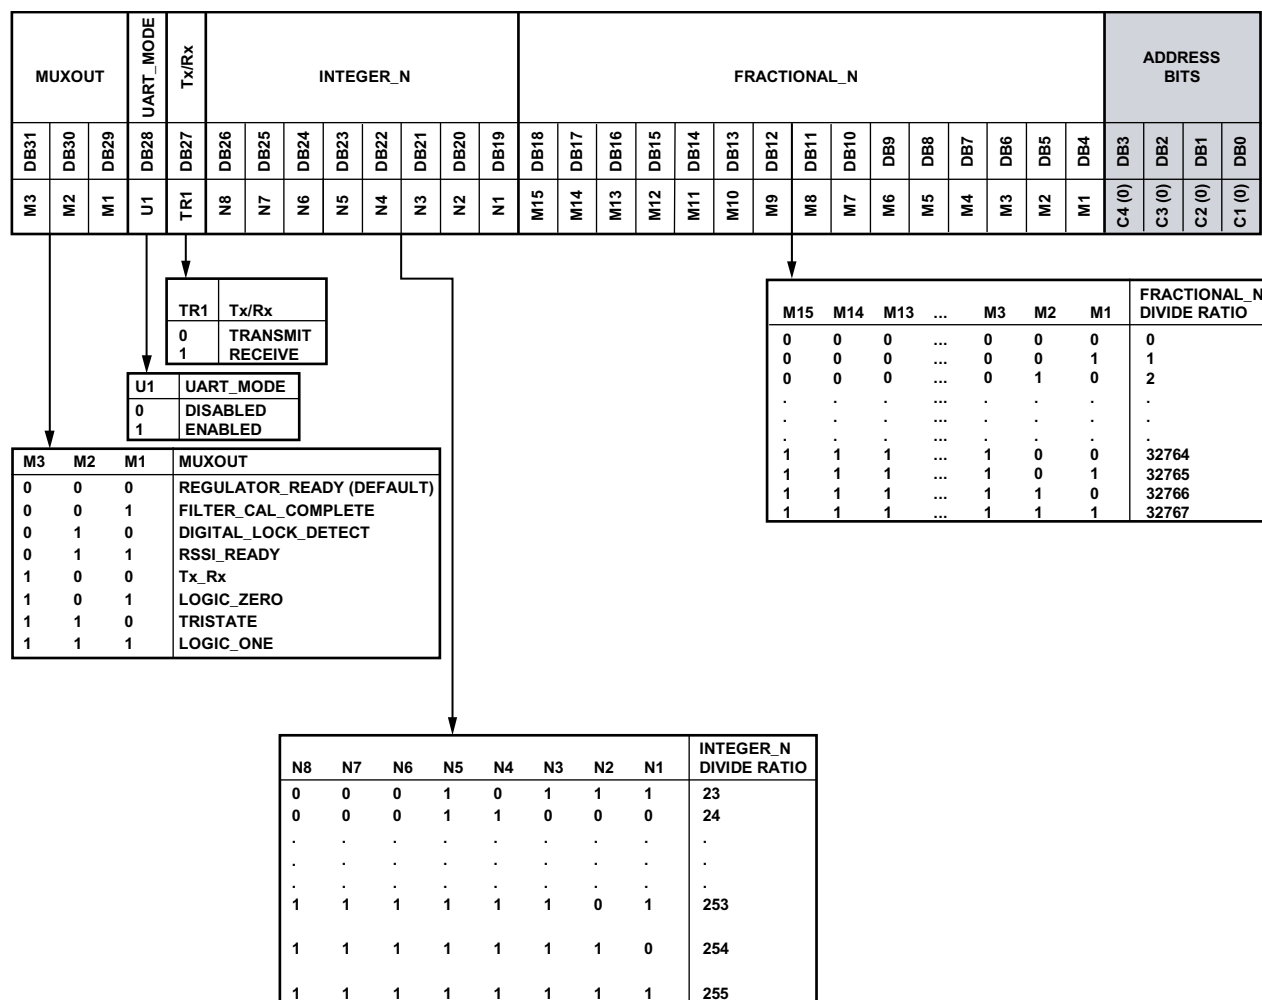 MUXOUT UART_MODE Tx/Rx INTEGER_N FRACTIONAL_N ADDRESS
BITS
DB31 DB30 DB29 DB28 DB27 DB26 DB25 DB24 DB23 DB22 DB21 DB20 DB19 DB18 DB17 DB16 DB15 DB14 DB13 DB12 DB11 DB10 DB9 DB8 DB7 DB6 DB5 DB4 DB3 DB2 DB1 DB0
M3 M2 M1 U1 TR1 N8 N7 N6 N5 N4 N3 N2 N1 M15 M14 M13 M12 M11 M10 M9 M8 M7 M6 M5 M4 M3 M2 M1 C4 (0) C3 (0) C2 (0) C1 (0)
TR1 Tx/Rx
0 TRANSMIT
1 RECEIVE
U1 UART_MODE
0 DISABLED
1 ENABLED
M3 M2 M1 MUXOUT
0 0 0 REGULATOR_READY (DEFAULT)
0 0 1 FILTER_CAL_COMPLETE
0 1 0 DIGITAL_LOCK_DETECT
0 1 1 RSSI_READY
1 0 0 Tx_Rx
1 0 1 LOGIC_ZERO
1 1 0 TRISTATE
1 1 1 LOGIC_ONE
M15 M14 M13 ... M3 M2 M1 FRACTIONAL_N
DIVIDE RATIO
0 0 0 ... 0 0 0 0
0 0 0 ... 0 0 1 1
0 0 0 ... 0 1 0 2
. . . ... . . . .
. . . ... . . . .
. . . ... . . . .
1 1 1 ... 1 0 0 32764
1 1 1 ... 1 0 1 32765
1 1 1 ... 1 1 0 32766
1 1 1 ... 1 1 1 32767
N8 N7 N6 N5 N4 N3 N2 N1 INTEGER_N
DIVIDE RATIO
0 0 0 1 0 1 1 1 23
0 0 0 1 1 0 0 0 24
. . . . . . . . .
. . . . . . . . .
. . . . . . . . .
1 1 1 1 1 1 0 1 253
1 1 1 1 1 1 1 0 254
1 1 1 1 1 1 1 1 255